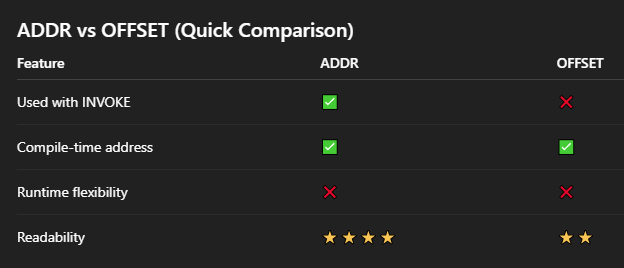 ADDR vs OFFSET (Quick Comparison)
Feature ADDR OFFSET
Used with INVOKE ✅ ❌
Compile-time address ✅ ✅
Runtime flexibility ❌ ❌
Readability ⭐⭐⭐⭐ ⭐⭐